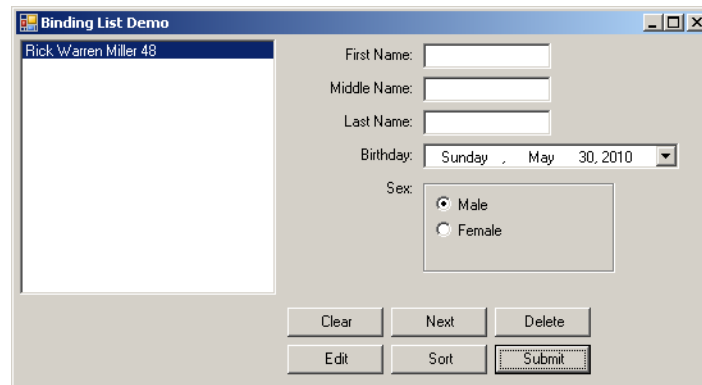 Binding List Demo
Rick Warren Miller 48
First Name:
Middle Name:
Last Name:
Birthday: Sunday , May 30, 2010
Sex:
Male
Female
Clear Next Delete
Edit Sort Submit